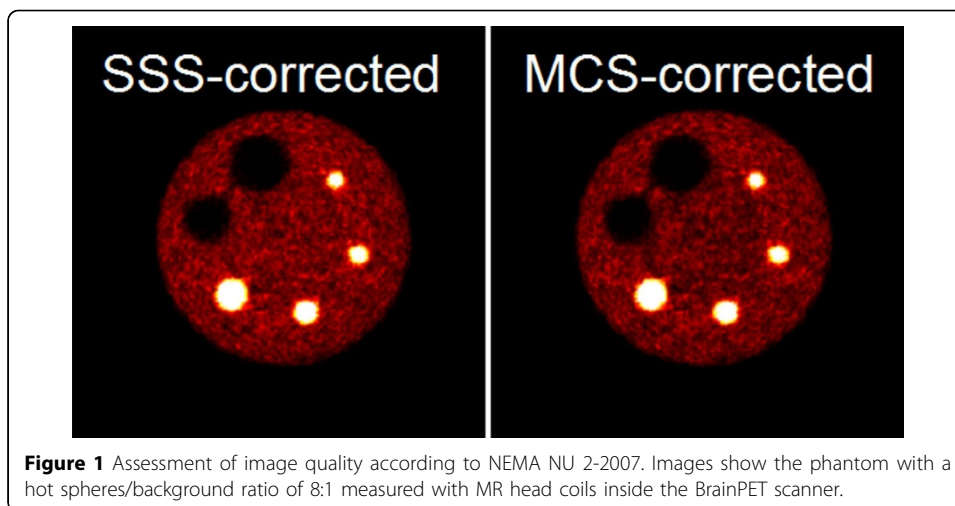 SSS-corrected
MCS-corrected
Figure 1 Assessment of image quality according to NEMA NU 2-2007. Images show the phantom with a
hot spheres/background ratio of 8:1 measured with MR head coils inside the BrainPET scanner.